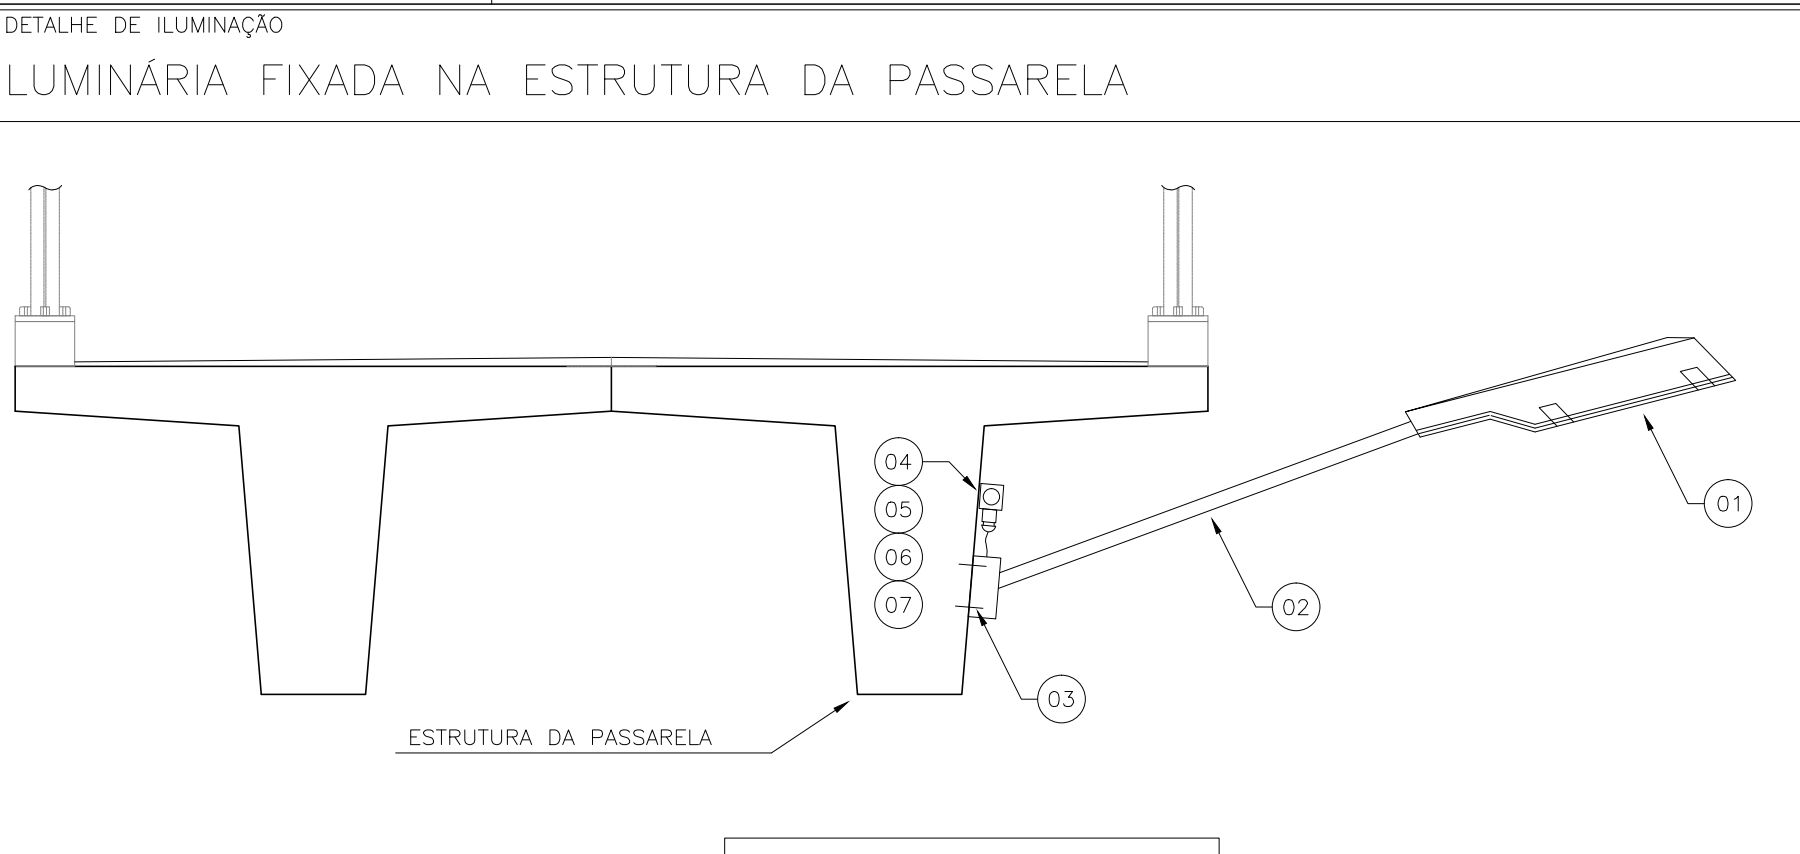 DETALHE DE ILUMINAÇÃO
LUMINÁRIA FIXADA NA ESTRUTURA DA PASSARELA
04
05
01
06
07
02
03
ESTRUTURA DA PASSARELA